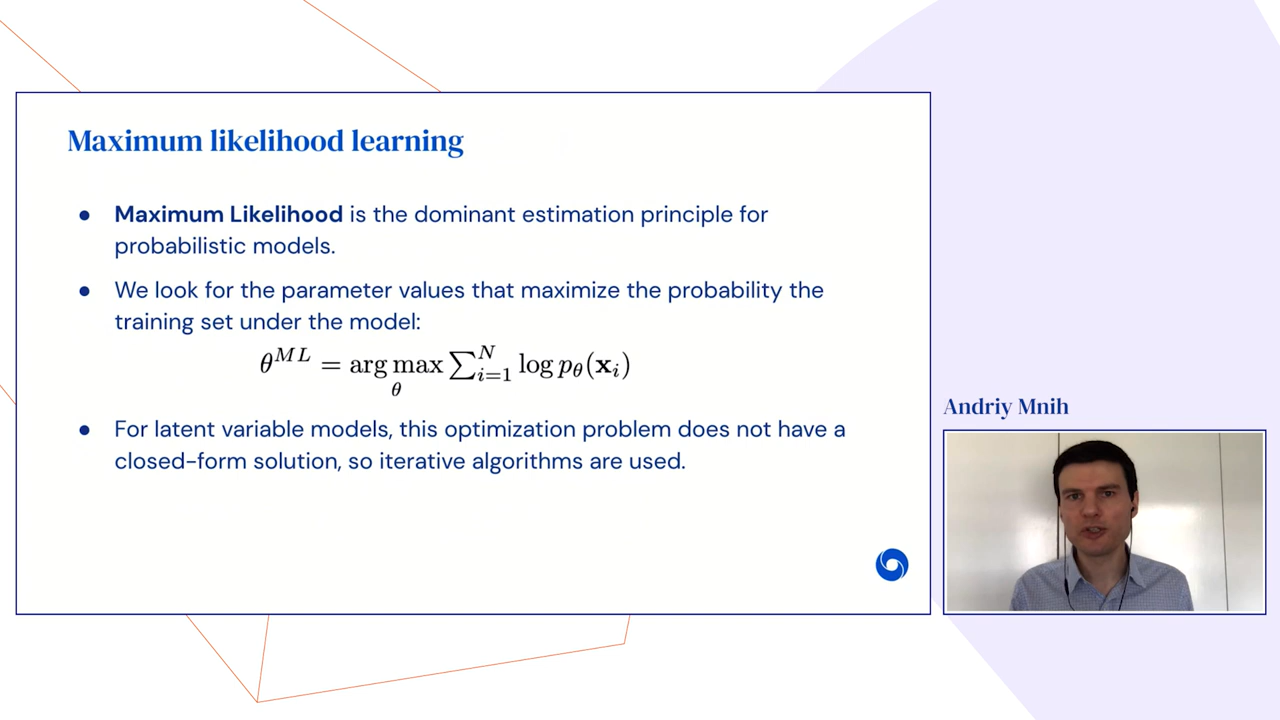 Maximum likelihood learning
● Maximum Likelihood is the dominant estimation principle for
probabilistic models.
● We look for the parameter values that maximize the probability the
training set under the model:
θ^{ML} = arg max_θ ∑_{i=1}^{N} log p_θ(x_i)
● For latent variable models, this optimization problem does not have a
closed-form solution, so iterative algorithms are used.
Andriy Mnih